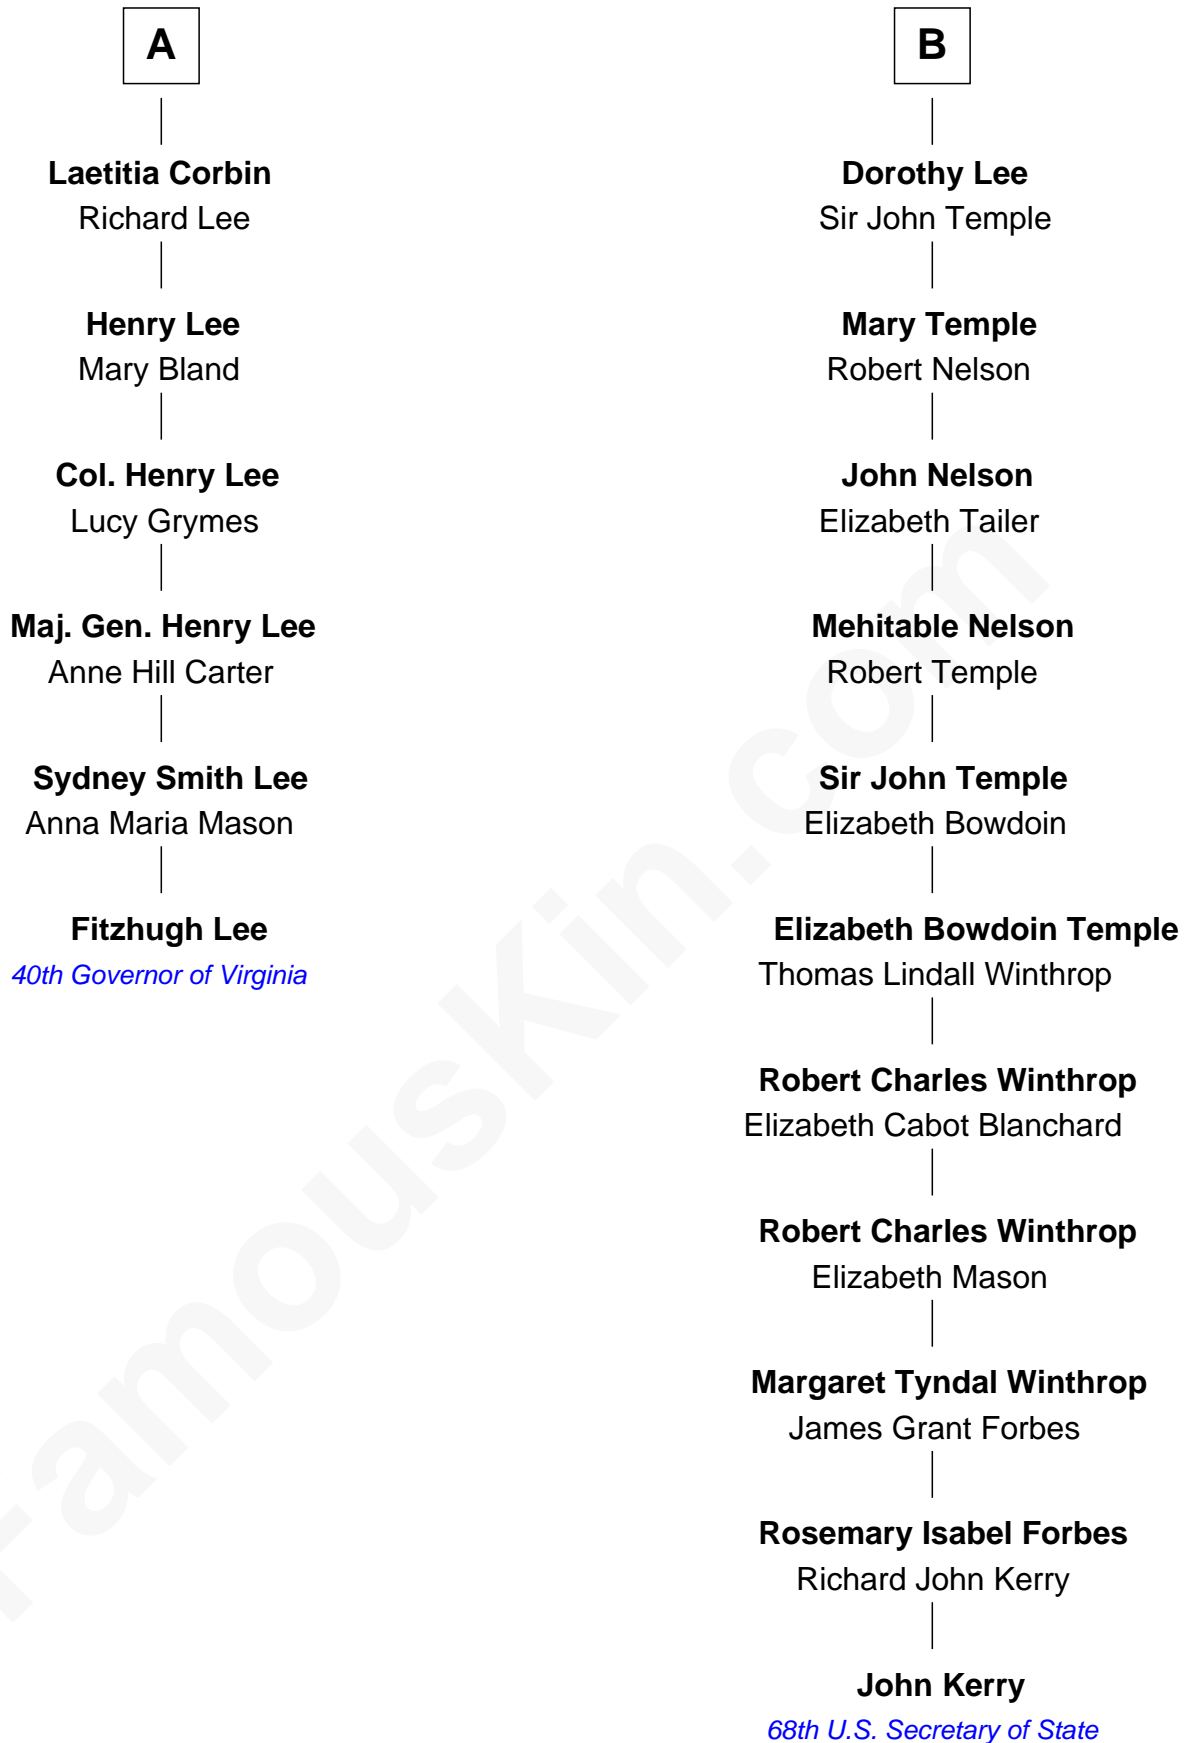 A
Laetitia Corbin
Richard Lee
Henry Lee
Mary Bland
Col. Henry Lee
Lucy Grymes
Maj. Gen. Henry Lee
Anne Hill Carter
Sydney Smith Lee
Anna Maria Mason
Fitzhugh Lee
40th Governor of Virginia
B
Dorothy Lee
Sir John Temple
Mary Temple
Robert Nelson
John Nelson
Elizabeth Tailer
Mehitable Nelson
Robert Temple
Sir John Temple
Elizabeth Bowdoin
Elizabeth Bowdoin Temple
Thomas Lindall Winthrop
Robert Charles Winthrop
Elizabeth Cabot Blanchard
Robert Charles Winthrop
Elizabeth Mason
Margaret Tyndal Winthrop
James Grant Forbes
Rosemary Isabel Forbes
Richard John Kerry
John Kerry
68th U.S. Secretary of State
FamousKin.com